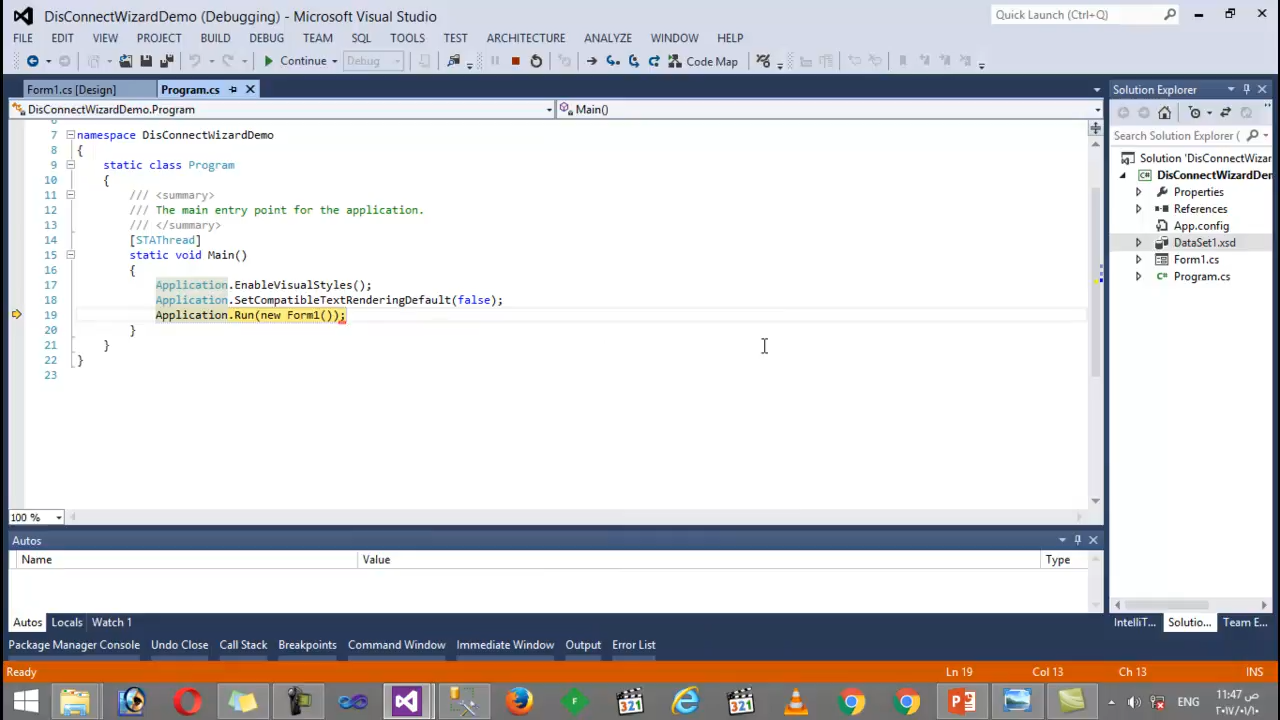 DisConnectWizardDemo (Debugging) - Microsoft Visual Studio
Quick Launch (Ctrl+Q)
FILE EDIT VIEW PROJECT BUILD DEBUG TEAM SQL TOOLS TEST ARCHITECTURE ANALYZE WINDOW HELP
Continue Debug Code Map
Form1.cs [Design] Program.cs
Solution Explorer
DisConnectWizardDemo.Program Main()
Search Solution Explorer (
7 namespace DisConnectWizardDemo
8 {
9 static class Program
10 {
11 /// <summary>
12 /// The main entry point for the application.
13 /// </summary>
14 [STAThread]
15 static void Main()
16 {
17 Application.EnableVisualStyles();
18 Application.SetCompatibleTextRenderingDefault(false);
19 Application.Run(new Form1());
20 }
21 }
22 }
23
Solution 'DisConnectWizar
DisConnectWizardDem
Properties
References
App.config
DataSet1.xsd
Form1.cs
Program.cs
100 %
Autos
Name Value Type
Autos Locals Watch 1
IntelliT... Solutio... Team E...
Package Manager Console Undo Close Call Stack Breakpoints Command Window Immediate Window Output Error List
Ready Ln 19 Col 13 Ch 13 INS
321 321
ENG
11:47 ص
٢٠١٧/٠١/١٠